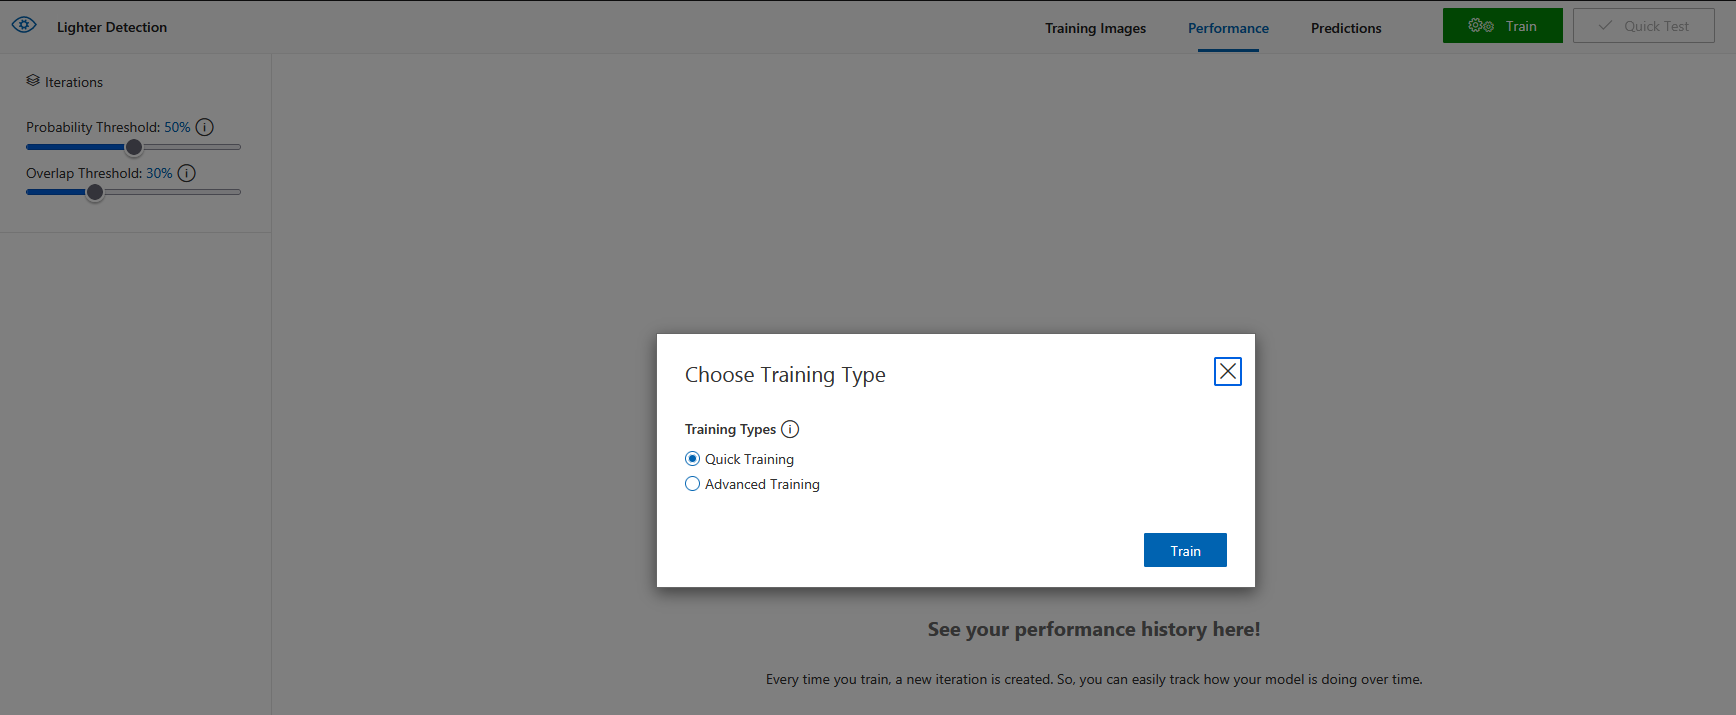 Lighter Detection
Training Images
Performance
Predictions
Train
Quick Test
Iterations
Probability Threshold: 50%
Overlap Threshold: 30%
Choose Training Type
Training Types
Quick Training
Advanced Training
Train
See your performance history here!
Every time you train, a new iteration is created. So, you can easily track how your model is doing over time.